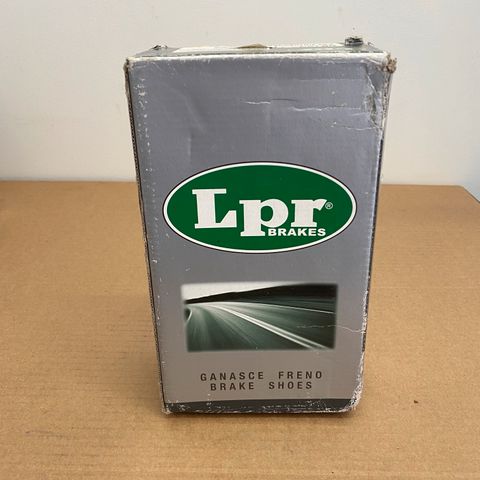 Lpr®
BRAKES
GANASCE FRENO
BRAKE SHOES